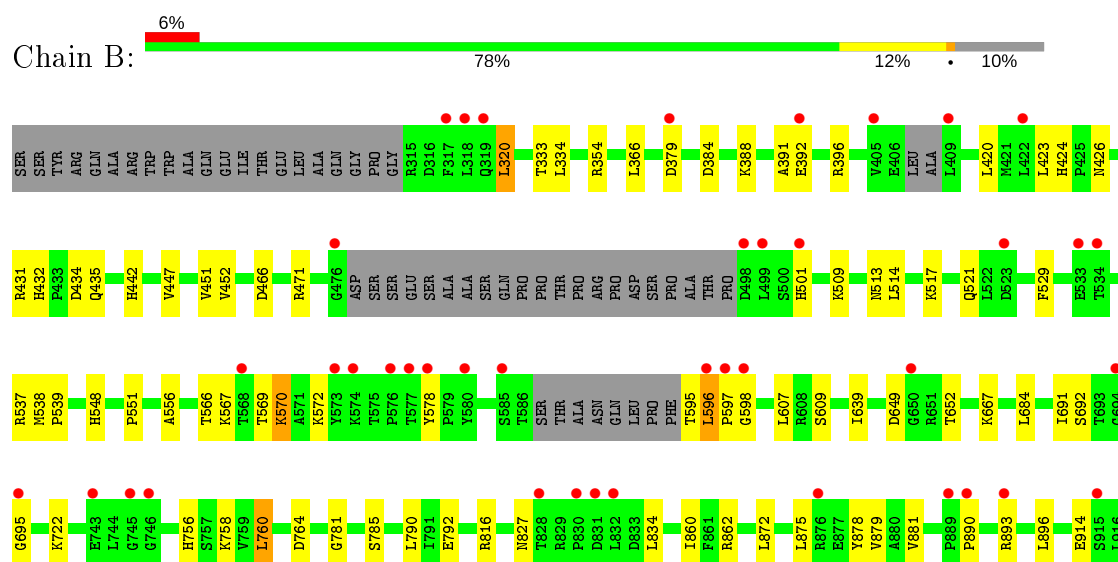 6%
Chain B:
78% 12% • 10%
SER SER TYR ARG GLN ALA ARG TRP TRP ALA GLN GLU ILE THR GLU LEU ALA GLN GLY PRO GLY R315 D316 F317 L318 Q319 L320 T333 L334 R354 L366 D379 D384 K388 A391 E392 R396 V405 E406 LEU ALA L409 L420 M421 L422 L423 H424 P425 N426
R431 H432 P433 D434 Q435 H442 V447 V451 V452 D466 R471 G476 ASP SER SER GLU SER ALA ALA SER GLN PRO PRO THR PRO ARG PRO ASP SER PRO ALA THR PRO D498 L499 S500 H501 K509 N513 L514 K517 Q521 L522 D523 F529 E533 T534
R537 M538 P539 H548 P551 A556 T566 K567 T568 T569 K570 A571 K572 Y573 K574 T575 P576 T577 Y578 P579 Y580 S585 T586 SER THR ALA ASN GLN LEU PRO PHE T595 L596 P597 G598 L607 R608 S609 I639 D649 G650 R651 T652 K667 L684 I691 S692 T693
G695 K722 E743 L744 G745 G746 H756 S757 K758 V759 L760 D764 G781 S785 L790 I791 E792 R816 N827 T828 R829 P830 D831 L832 D833 L834 I860 F861 R862 L872 L875 R876 E877 Y878 V879 A880 V881 P889 P890 R893 L896 E914 S915 L916